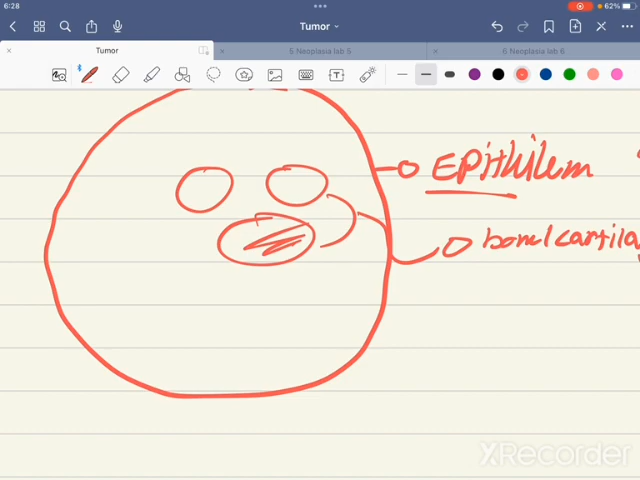 6:28
62%
Tumor
Tumor
5 Neoplasia lab 5
6 Neoplasia lab 6
EPithilem
bone/cartila
XRecorder